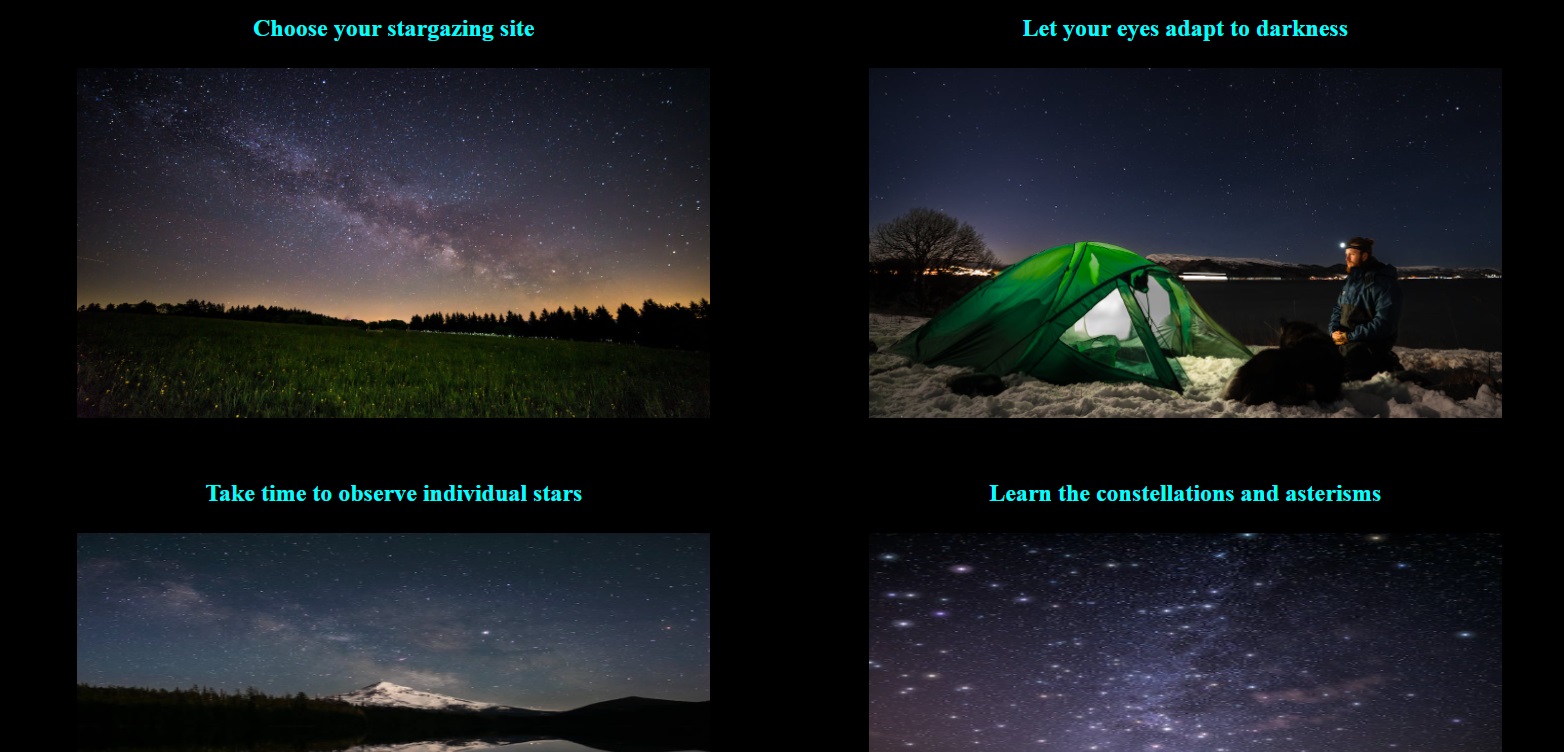 Choose your stargazing site
Let your eyes adapt to darkness
Take time to observe individual stars
Learn the constellations and asterisms